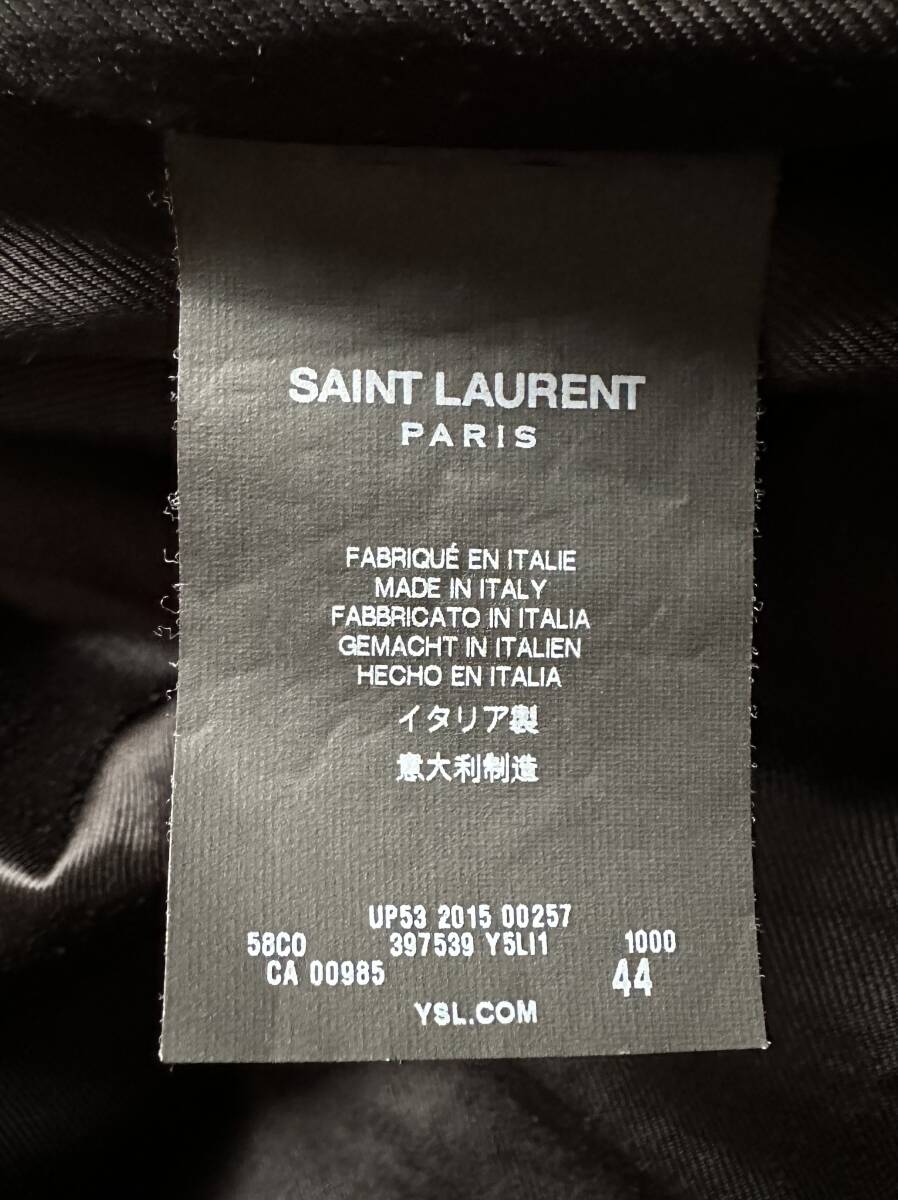 SAINT LAURENT
PARIS
FABRIQUÉ EN ITALIE
MADE IN ITALY
FABBRICATO IN ITALIA
GEMACHT IN ITALIEN
HECHO EN ITALIA
イタリア製
意大利制造
UP53 2015 00257
58CO 397539 Y5LI1 1000
CA 00985 44
YSL.COM